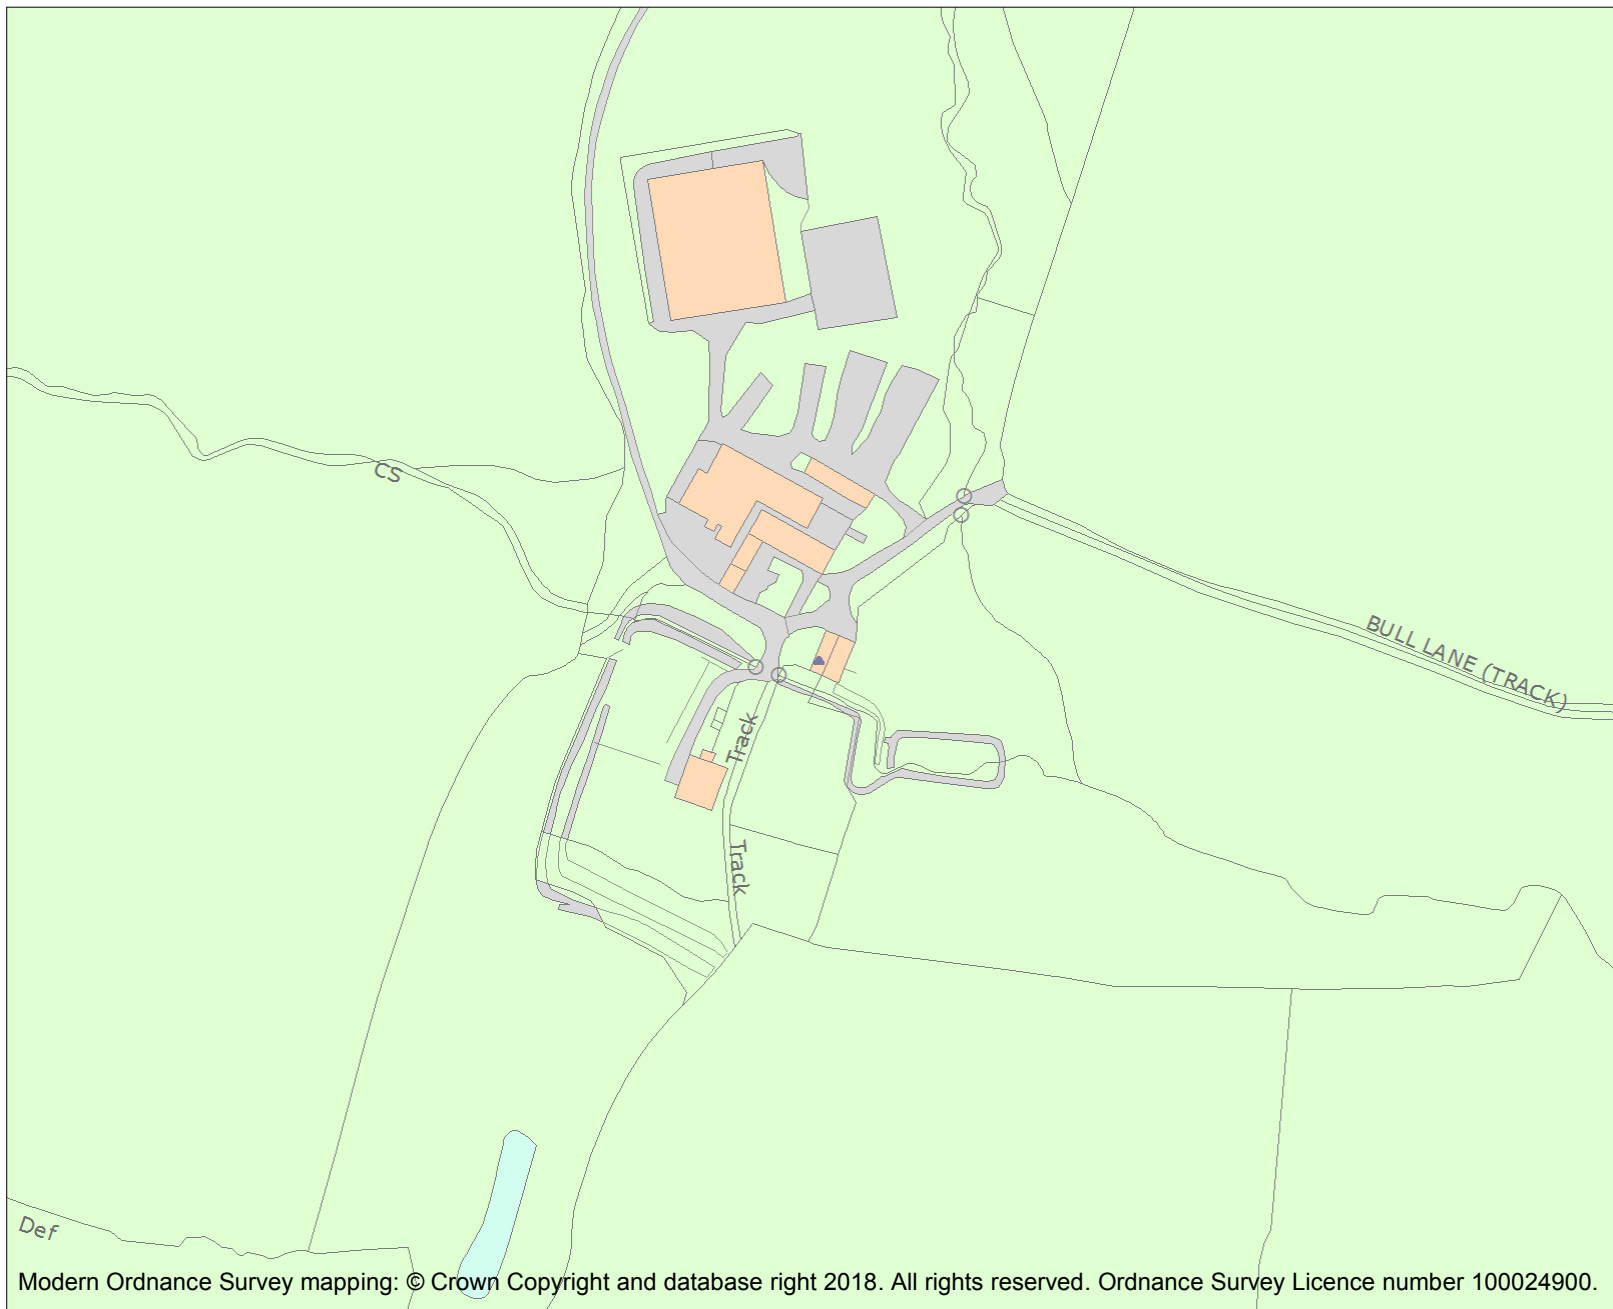 CS
BULL LANE (TRACK)
Track
Track
Def
Modern Ordnance Survey mapping: © Crown Copyright and database right 2018. All rights reserved. Ordnance Survey Licence number 100024900.